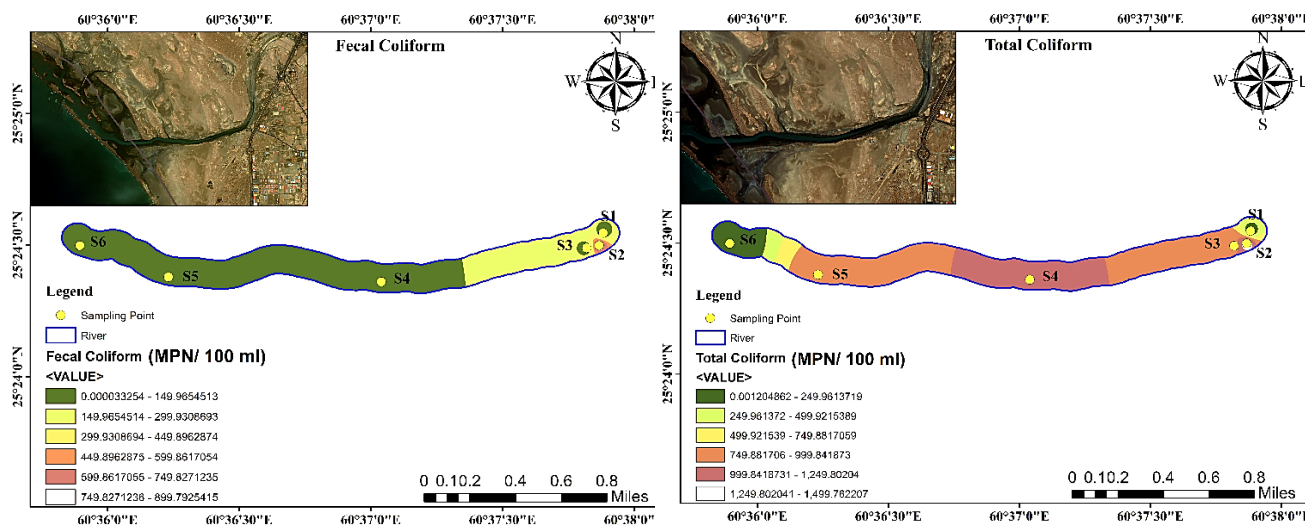 60°36'0"E 60°36'30"E 60°37'0"E 60°37'30"E 60°38'0"E
Fecal Coliform
N
W
S
25°25'0"N
25°24'30"N
25°24'0"N
S1
S2
S3
S4
S5
S6
Legend
Sampling Point
River
Fecal Coliform (MPN/ 100 ml)
<VALUE>
0.000033254 - 149.9654513
149.9654514 - 299.9308693
299.9308694 - 449.8962874
449.8962875 - 599.8617054
599.8617055 - 749.8271235
749.8271236 - 899.7925415
0 0.10.2 0.4 0.6 0.8
Miles
60°36'0"E 60°36'30"E 60°37'0"E 60°37'30"E 60°38'0"E
60°36'0"E 60°36'30"E 60°37'0"E 60°37'30"E 60°38'0"E
Total Coliform
N
W
S
25°25'0"N
25°24'30"N
25°24'0"N
S1
S2
S3
S4
S5
S6
Legend
Sampling Point
River
Total Coliform (MPN/ 100 ml)
<VALUE>
0.001204862 - 249.9613719
249.961372 - 499.9215389
499.921539 - 749.8817059
749.881706 - 999.841873
999.8418731 - 1,249.80204
1,249.802041 - 1,499.762207
0 0.10.2 0.4 0.6 0.8
Miles
60°36'0"E 60°36'30"E 60°37'0"E 60°37'30"E 60°38'0"E